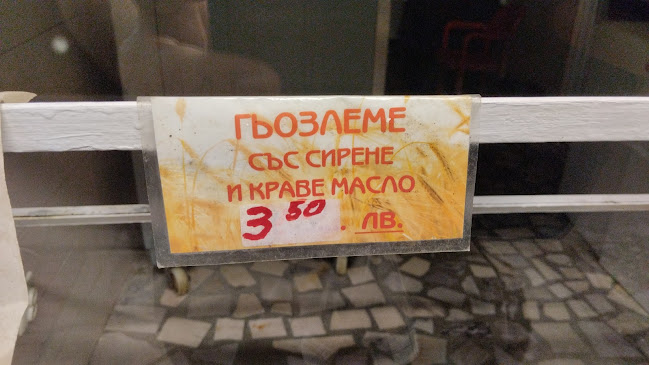 ГЬОЗЛЕМЕ
СЪС СИРЕНЕ
И КРАВЕ МАСЛО
3 50 . ЛВ.